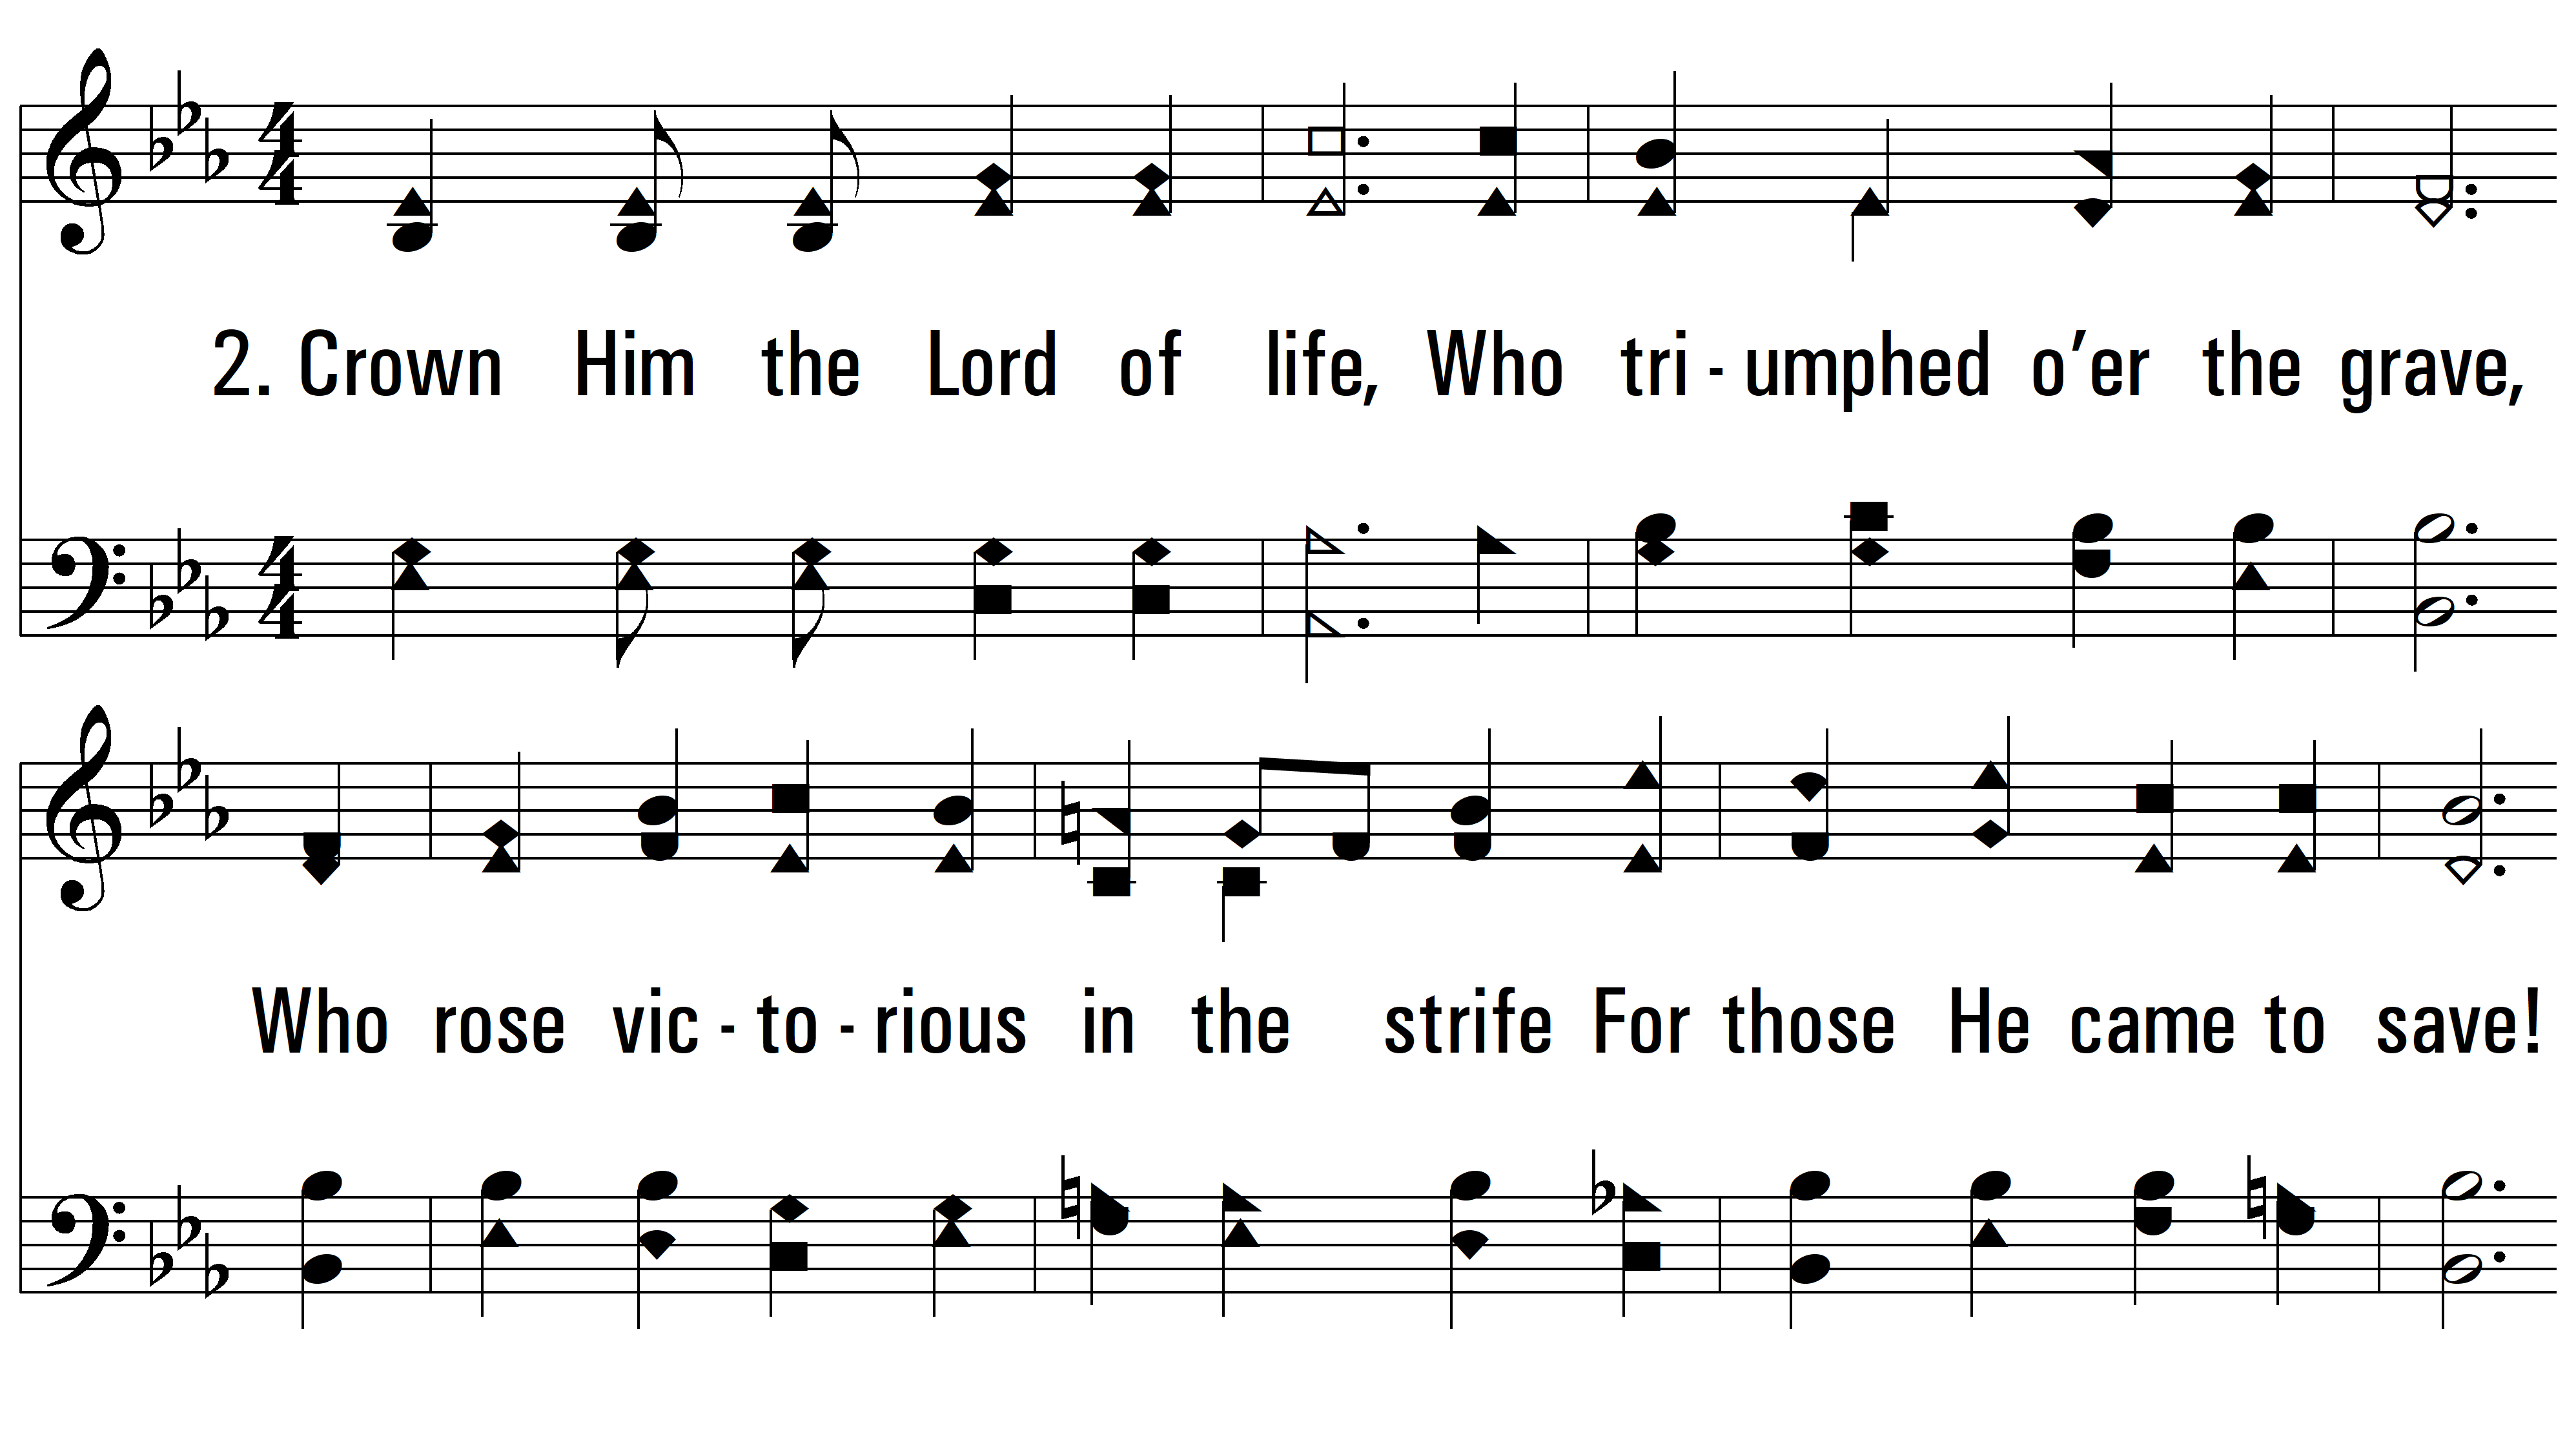 2. Crown Him the Lord of life, Who tri - umphed o’er the grave,
Who rose vic - to - rious in the strife For those He came to save!